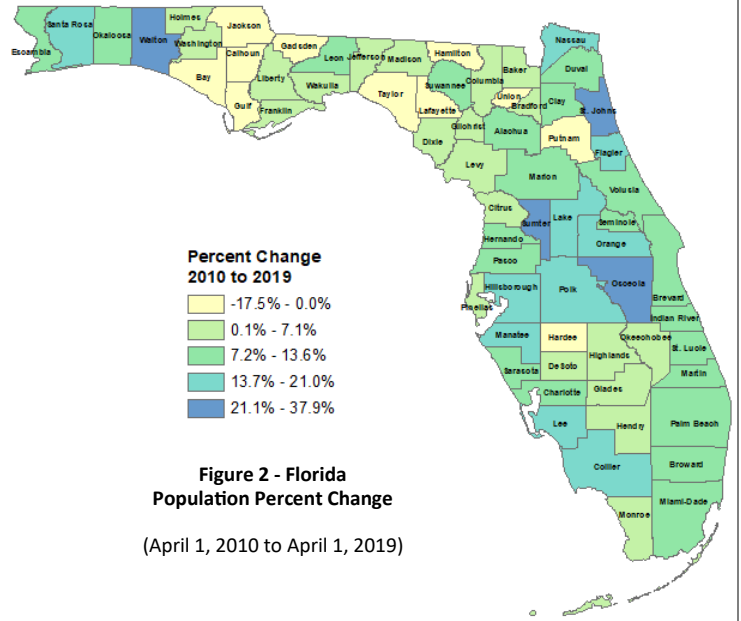 Holmes
Jackson
Santa Rosa
Escambia
Okaloosa
Walton
Washington
Calhoun
Bay
Gulf
Gadsden
Liberty
Franklin
Leon
Wakulla
Jefferson
Madison
Taylor
Hamilton
Suwannee
Lafayette
Columbia
Dixie
Gilchrist
Baker
Union
Bradford
Nassau
Duval
Clay
St. Johns
Alachua
Putnam
Flagler
Levy
Marion
Volusia
Citrus
Sumter
Lake
Seminole
Hernando
Orange
Pasco
Hillsborough
Pinellas
Polk
Osceola
Brevard
Indian River
Manatee
Hardee
Okeechobee
St. Lucie
Highlands
DeSoto
Sarasota
Martin
Charlotte
Glades
Lee
Hendry
Palm Beach
Collier
Broward
Monroe
Miami-Dade
Percent Change
2010 to 2019
-17.5% - 0.0%
0.1% - 7.1%
7.2% - 13.6%
13.7% - 21.0%
21.1% - 37.9%
Figure 2 - Florida
Population Percent Change
(April 1, 2010 to April 1, 2019)